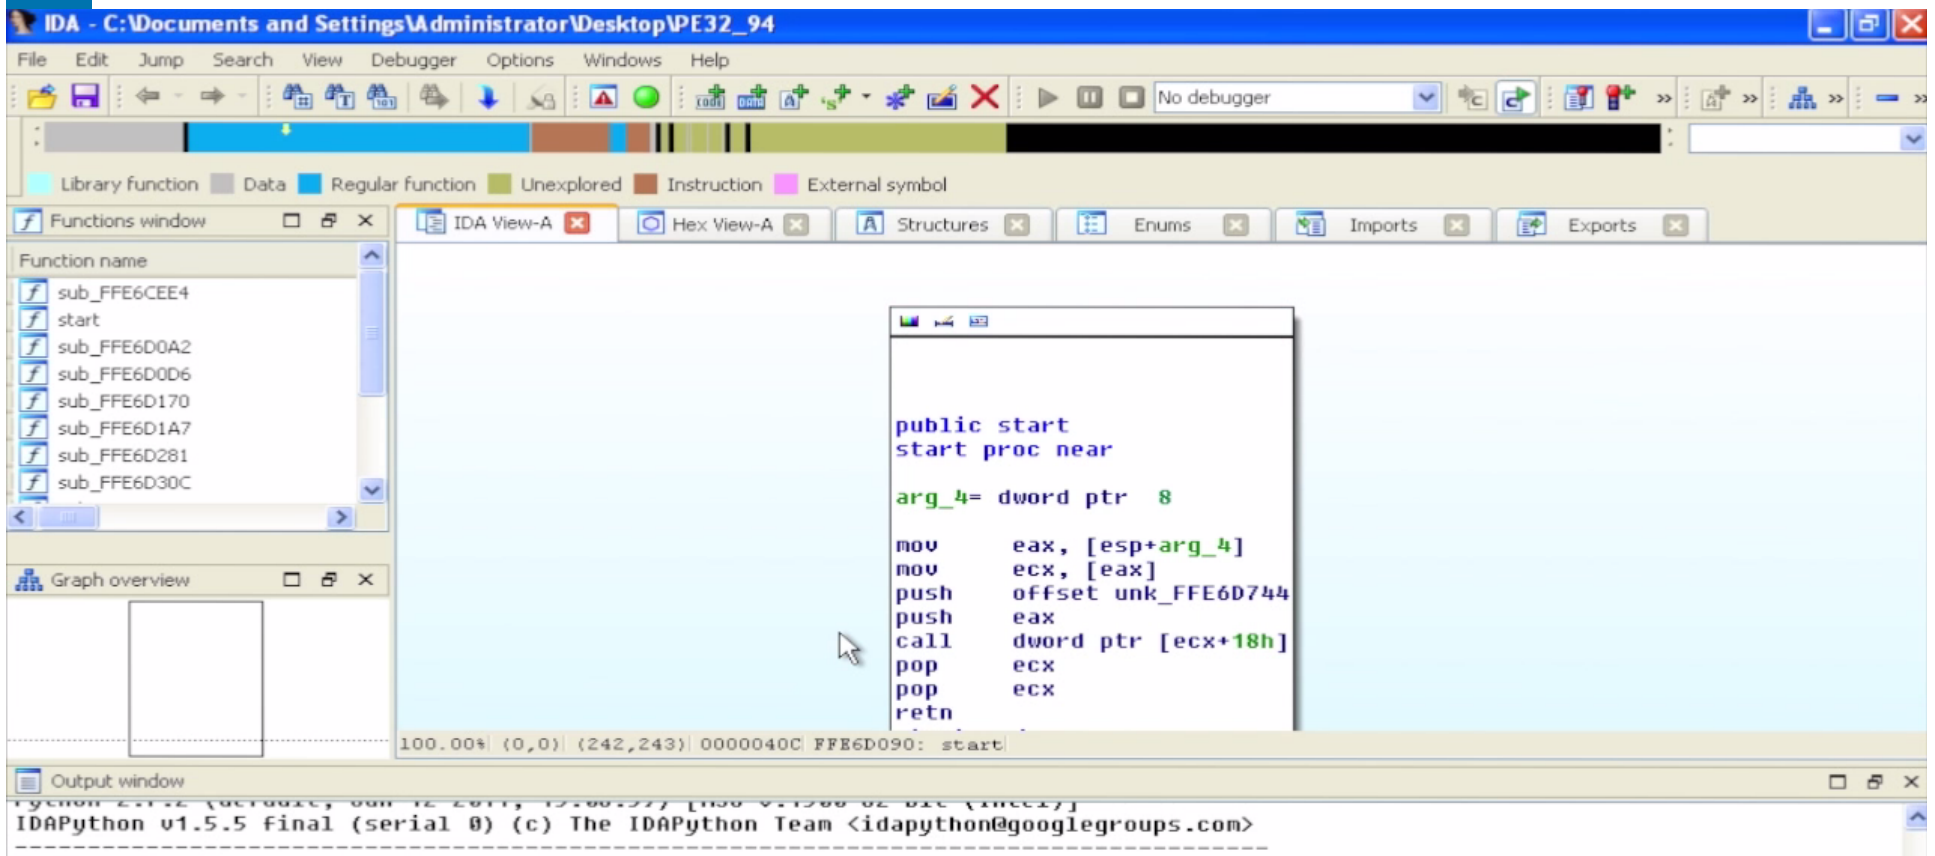 IDA - C:\Documents and Settings\Administrator\Desktop\PE32_94
File Edit Jump Search View Debugger Options Windows Help
No debugger
Library function Data Regular function Unexplored Instruction External symbol
Functions window
IDA View-A Hex View-A Structures Enums Imports Exports
Function name
sub_FFE6CEE4
start
sub_FFE6D0A2
sub_FFE6D0D6
sub_FFE6D170
sub_FFE6D1A7
sub_FFE6D281
sub_FFE6D30C
Graph overview
public start
start proc near
arg_4= dword ptr 8
mov eax, [esp+arg_4]
mov ecx, [eax]
push offset unk_FFE6D744
push eax
call dword ptr [ecx+18h]
pop ecx
pop ecx
retn
100.00% (0,0) (242,243) 0000040C FFE6D090: start
Output window
IDAPython v1.5.5 final (serial 0) (c) The IDAPython Team <idapython@googlegroups.com>